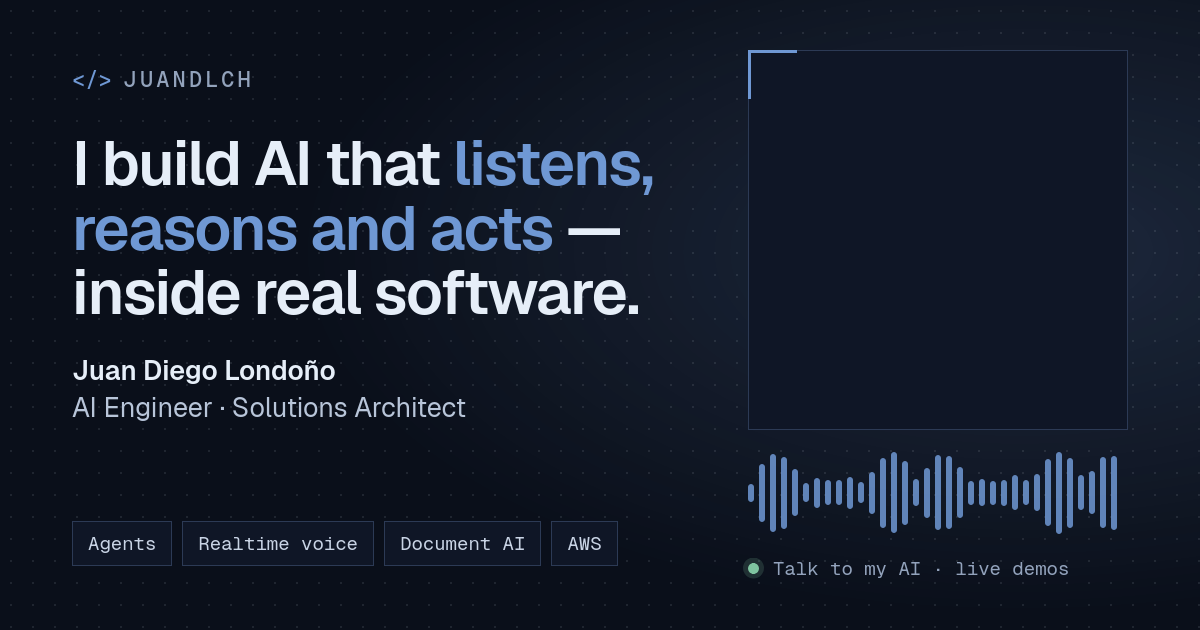 </> JUANDLCH
I build AI that listens,
reasons and acts —
inside real software.
Juan Diego Londoño
AI Engineer · Solutions Architect
Agents
Realtime voice
Document AI
AWS
Talk to my AI · live demos